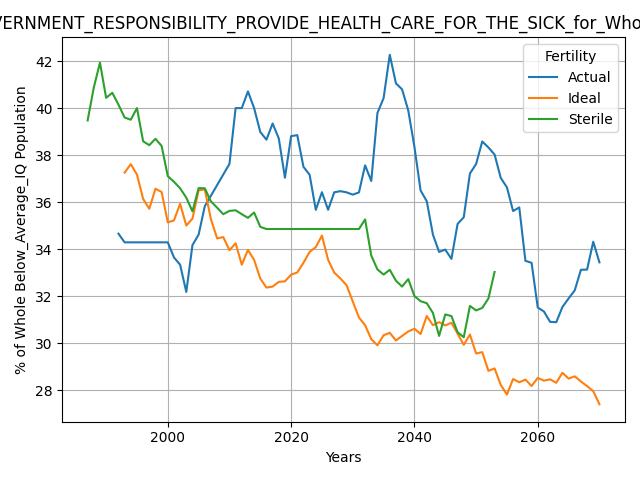 VERNMENT_RESPONSIBILITY_PROVIDE_HEALTH_CARE_FOR_THE_SICK_for_Who
Fertility
Actual
Ideal
Sterile
% of Whole Below_Average_IQ Population
42
40
38
36
34
32
30
28
2000 2020 2040 2060
Years